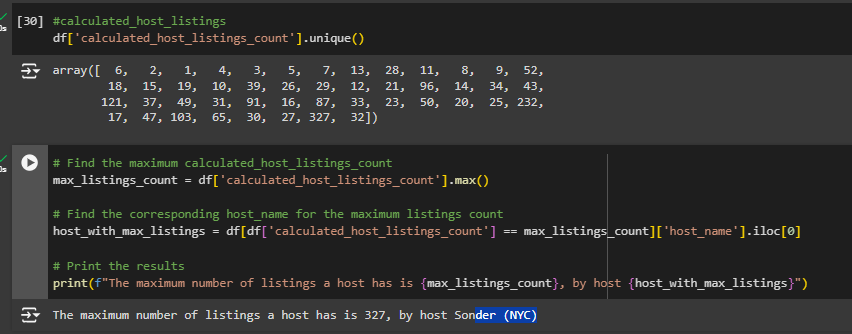 [30] #calculated_host_listings
df['calculated_host_listings_count'].unique()
array([ 6, 2, 1, 4, 3, 5, 7, 13, 28, 11, 8, 9, 52,
18, 15, 19, 10, 39, 26, 29, 12, 21, 96, 14, 34, 43,
121, 37, 49, 31, 91, 16, 87, 33, 23, 50, 20, 25, 232,
17, 47, 103, 65, 30, 27, 327, 32])
# Find the maximum calculated_host_listings_count
max_listings_count = df['calculated_host_listings_count'].max()
# Find the corresponding host_name for the maximum listings count
host_with_max_listings = df[df['calculated_host_listings_count'] == max_listings_count]['host_name'].iloc[0]
# Print the results
print(f"The maximum number of listings a host has is {max_listings_count}, by host {host_with_max_listings}")
The maximum number of listings a host has is 327, by host Sonder (NYC)